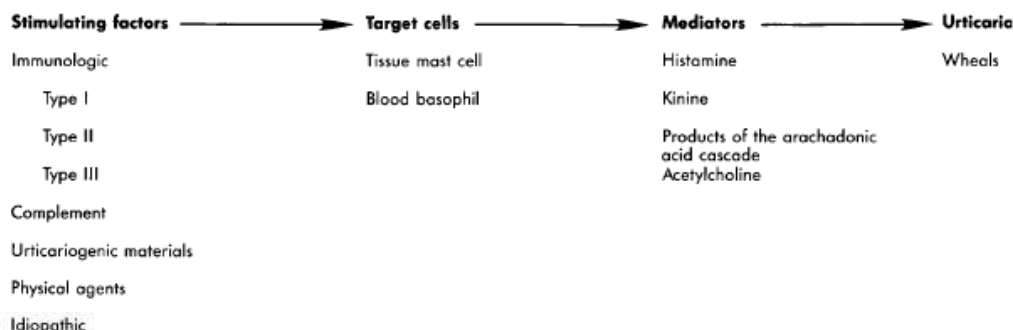 Stimulating factors Target cells Mediators Urticaria
Immunologic Tissue mast cell Histamine Wheals
Type I Blood basophil Kinine
Type II Products of the arachadonic
acid cascade
Type III Acetylcholine
Complement
Urticariogenic materials
Physical agents
Idiopathic